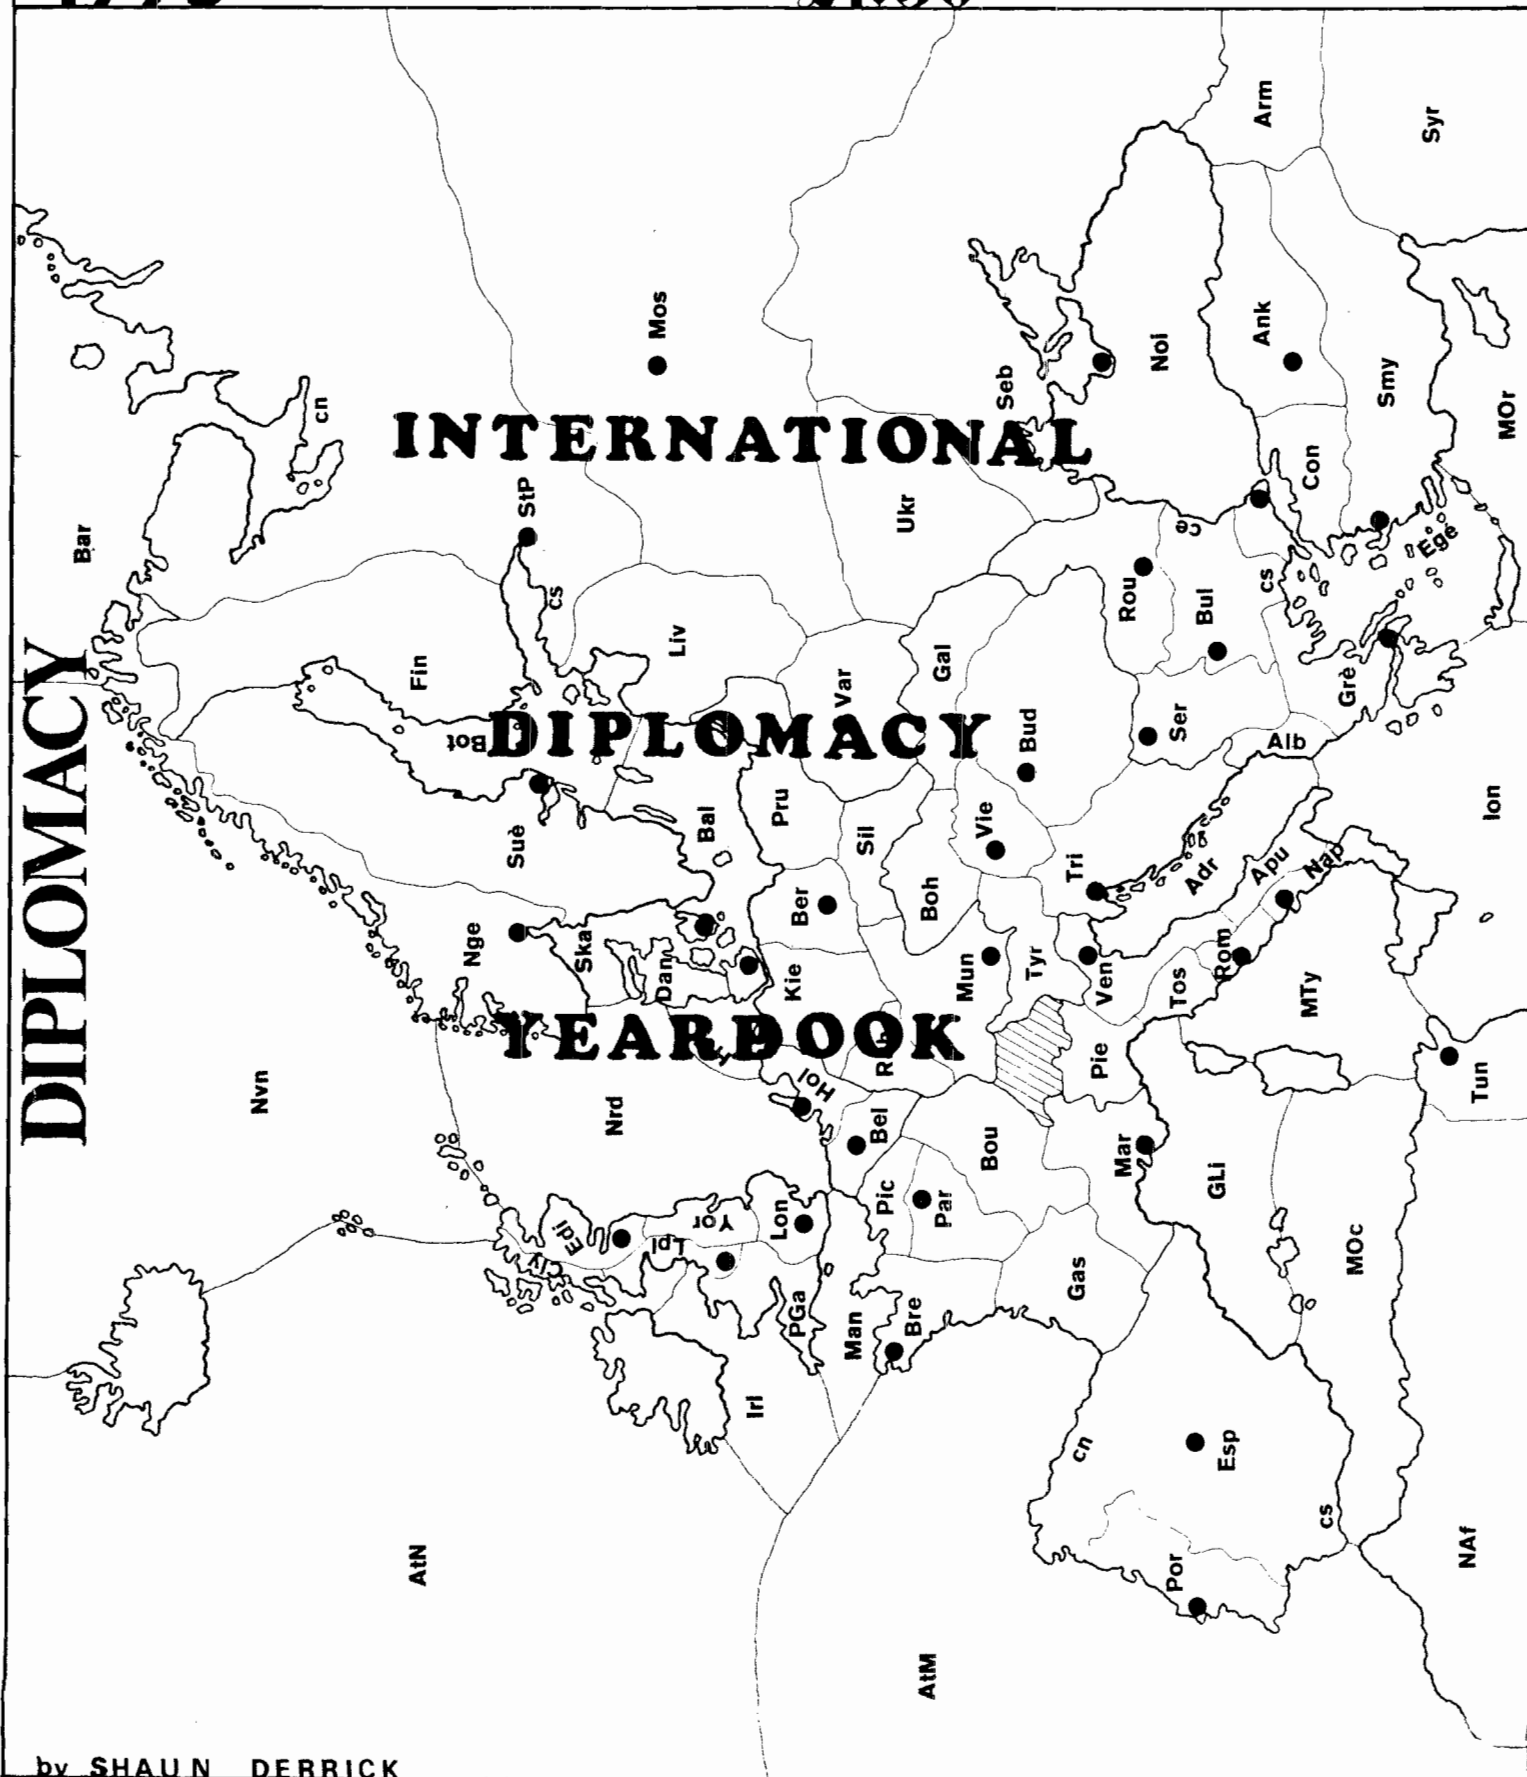 DIPLOMACY
INTERNATIONAL
DIPLOMACY
YEARBOOK
Bar
cn
Mos
StP
cs
Fin
Bot
Liv
Nvn
Nge
Suè
Ska
Dan
Bal
Nrd
Hol
Kie
Ber
Pru
Sil
Var
Ukr
Seb
Noi
Arm
Syr
Ank
Smy
Con
MOr
Egé
Rou
cè
Bul
cs
Gal
Bud
Ser
Grè
Alb
Vie
Boh
Tri
Adr
Apu
Nap
Ion
Mun
Tyr
Ven
Tos
Rom
MTy
Pie
Tun
Bel
Pic
Par
Bou
Mar
GLi
MOc
Gas
Bre
Man
Edi
Cly
Lpl
Yor
Lon
PGa
Irl
AtN
AtM
cn
Esp
cs
Por
NAf
by SHAUN DERRICK